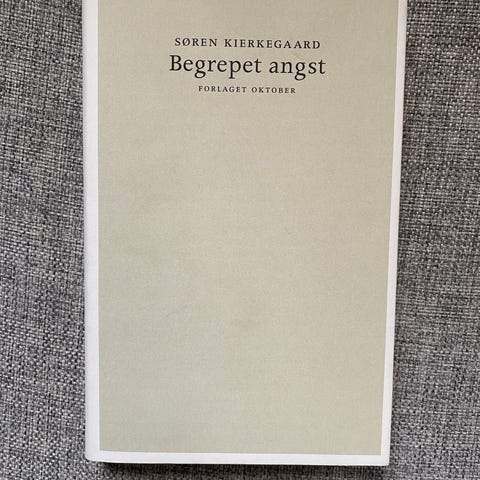 SØREN KIERKEGAARD
Begrepet angst
FORLAGET OKTOBER